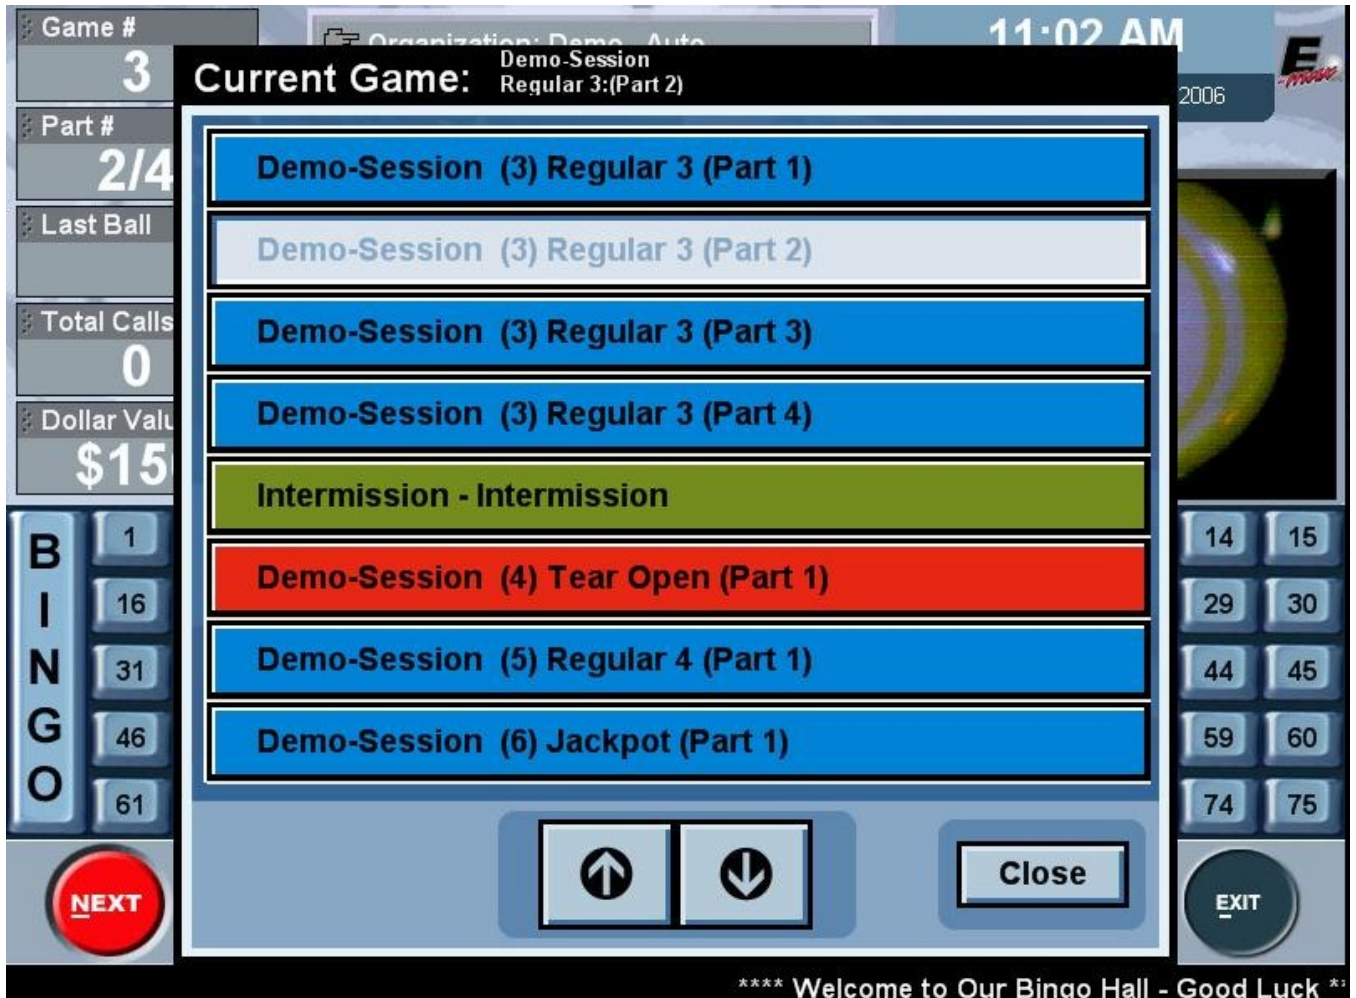 Game #
3
Organization: Demo - Auto
11:02 AM
2006
Current Game:
Demo-Session
Regular 3:(Part 2)
Part #
2/4
Last Ball
Total Calls
0
Dollar
$15
Demo-Session (3) Regular 3 (Part 1)
Demo-Session (3) Regular 3 (Part 2)
Demo-Session (3) Regular 3 (Part 3)
Demo-Session (3) Regular 3 (Part 4)
Intermission - Intermission
Demo-Session (4) Tear Open (Part 1)
Demo-Session (5) Regular 4 (Part 1)
Demo-Session (6) Jackpot (Part 1)
B 1 14 15
I 16 29 30
N 31 44 45
G 46 59 60
O 61 74 75
NEXT
Close
EXIT
**** Welcome to Our Bingo Hall - Good Luck **